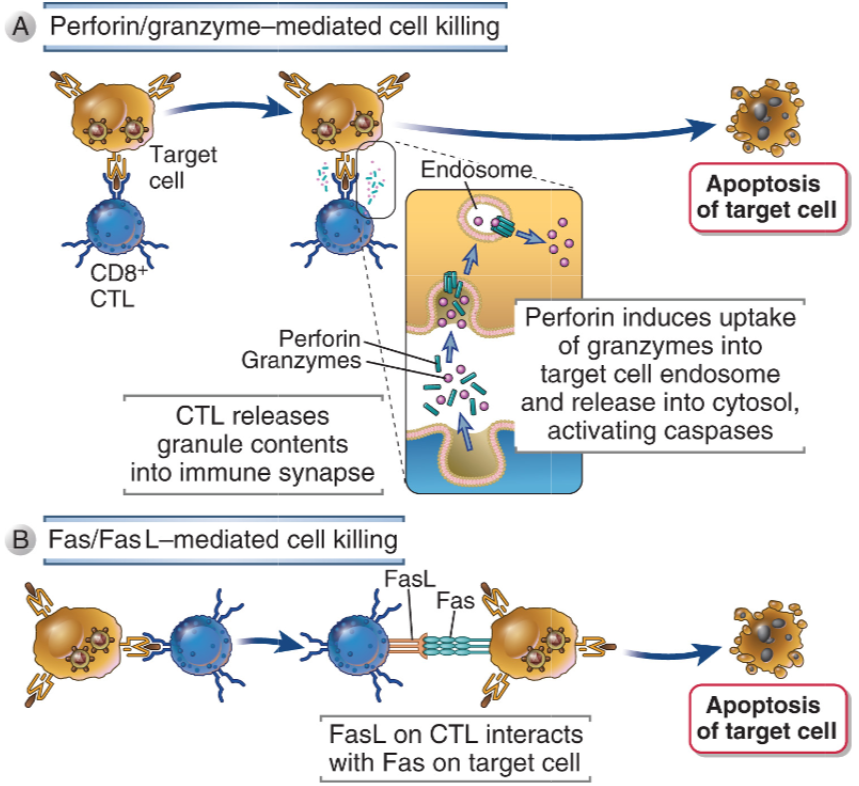 A Perforin/granzyme–mediated cell killing
Target
cell
CD8+
CTL
Endosome
Apoptosis
of target cell
Perforin
Granzymes
Perforin induces uptake
of granzymes into
target cell endosome
and release into cytosol,
activating caspases
CTL releases
granule contents
into immune synapse
B Fas/FasL–mediated cell killing
FasL
Fas
Apoptosis
of target cell
FasL on CTL interacts
with Fas on target cell